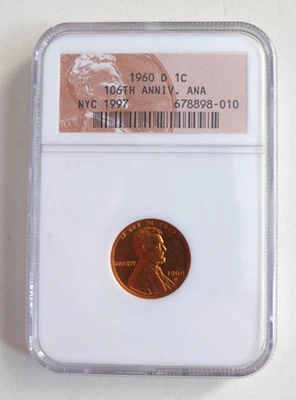 1960 D 1C
106TH ANNIV. ANA
NYC 1997 678898-010
LIBERTY
1960
D